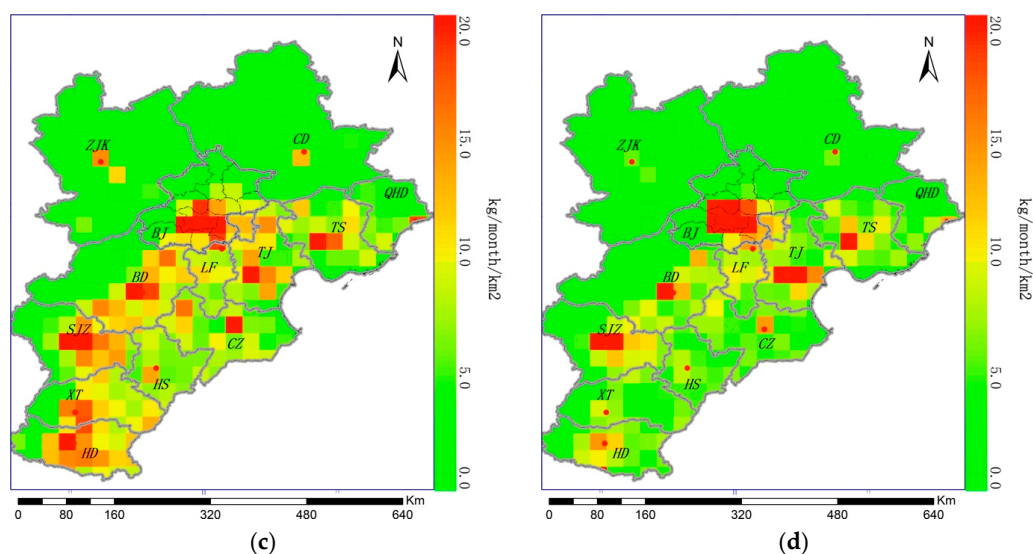 N
20.0
15.0
10.0
5.0
0.0
kg/month/km2
ZJK
CD
QHD
BJ
TS
TJ
LF
BD
SJZ
CZ
HS
XT
HD
0 80 160 320 480 640 Km
(c)
N
20.0
15.0
10.0
5.0
0.0
kg/month/km2
ZJK
CD
QHD
BJ
TS
TJ
LF
BD
SJZ
CZ
HS
XT
HD
0 80 160 320 480 640 Km
(d)